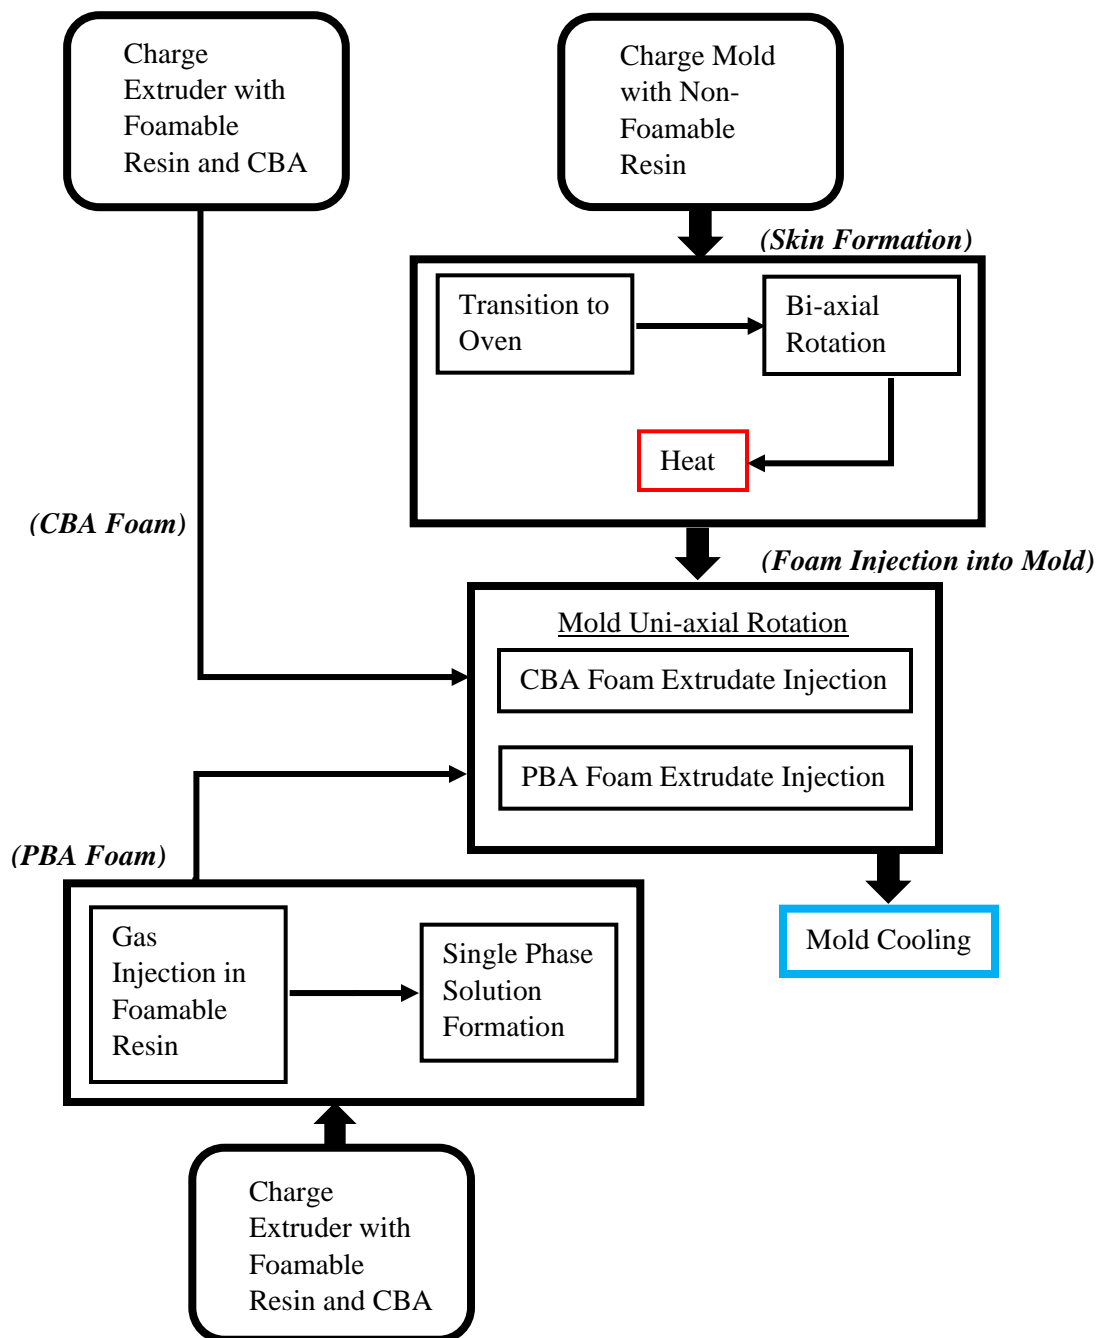 Charge
Extruder with
Foamable
Resin and CBA
Charge Mold
with Non-
Foamable
Resin
(Skin Formation)
Transition to
Oven
Bi-axial
Rotation
Heat
(CBA Foam)
(Foam Injection into Mold)
Mold Uni-axial Rotation
CBA Foam Extrudate Injection
PBA Foam Extrudate Injection
(PBA Foam)
Gas
Injection in
Foamable
Resin
Single Phase
Solution
Formation
Mold Cooling
Charge
Extruder with
Foamable
Resin and CBA